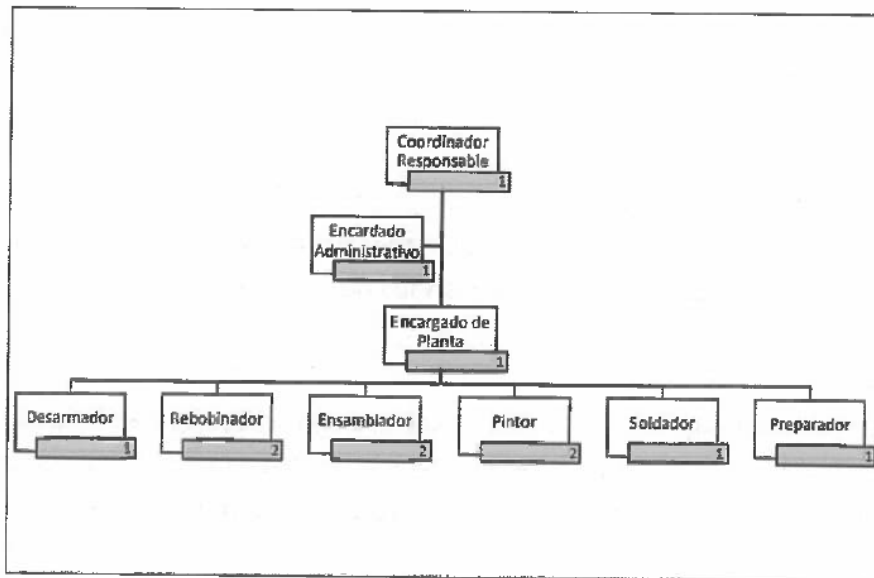 Coordinador
Responsable
1
Encardado
Administrativo
1
Encargado de
Planta
1
Desarmador
1
Rebobinador
2
Ensamblador
2
Pintor
2
Soldador
1
Preparador
1